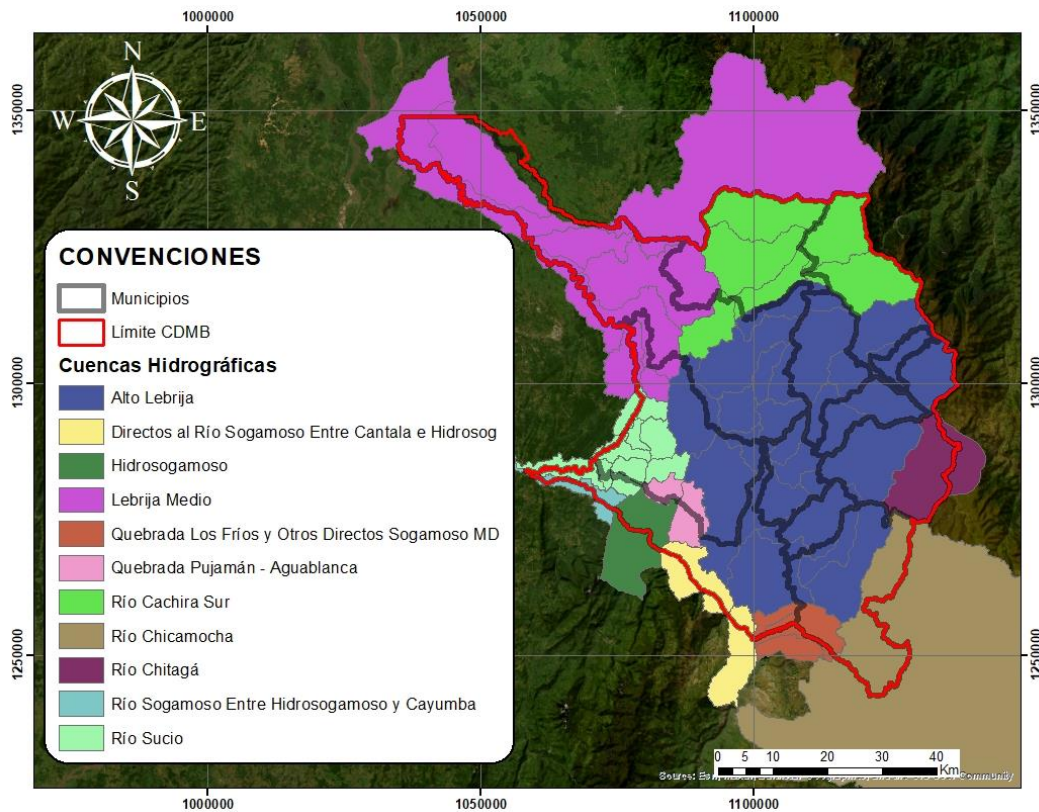 1000000 1050000 1100000
N
W E
S
1350000 1350000
CONVENCIONES
Municipios
Límite CDMB
Cuencas Hidrográficas
Alto Lebrija
Directos al Río Sogamoso Entre Cantala e Hidrosog
Hidrosogamoso
Lebrija Medio
Quebrada Los Fríos y Otros Directos Sogamoso MD
Quebrada Pujamán - Aguablanca
Río Cachira Sur
Río Chicamocha
Río Chitagá
Río Sogamoso Entre Hidrosogamoso y Cayumba
Río Sucio
1300000 1300000
1250000 1250000
0 5 10 20 30 40
Km
Source: Community
1000000 1050000 1100000